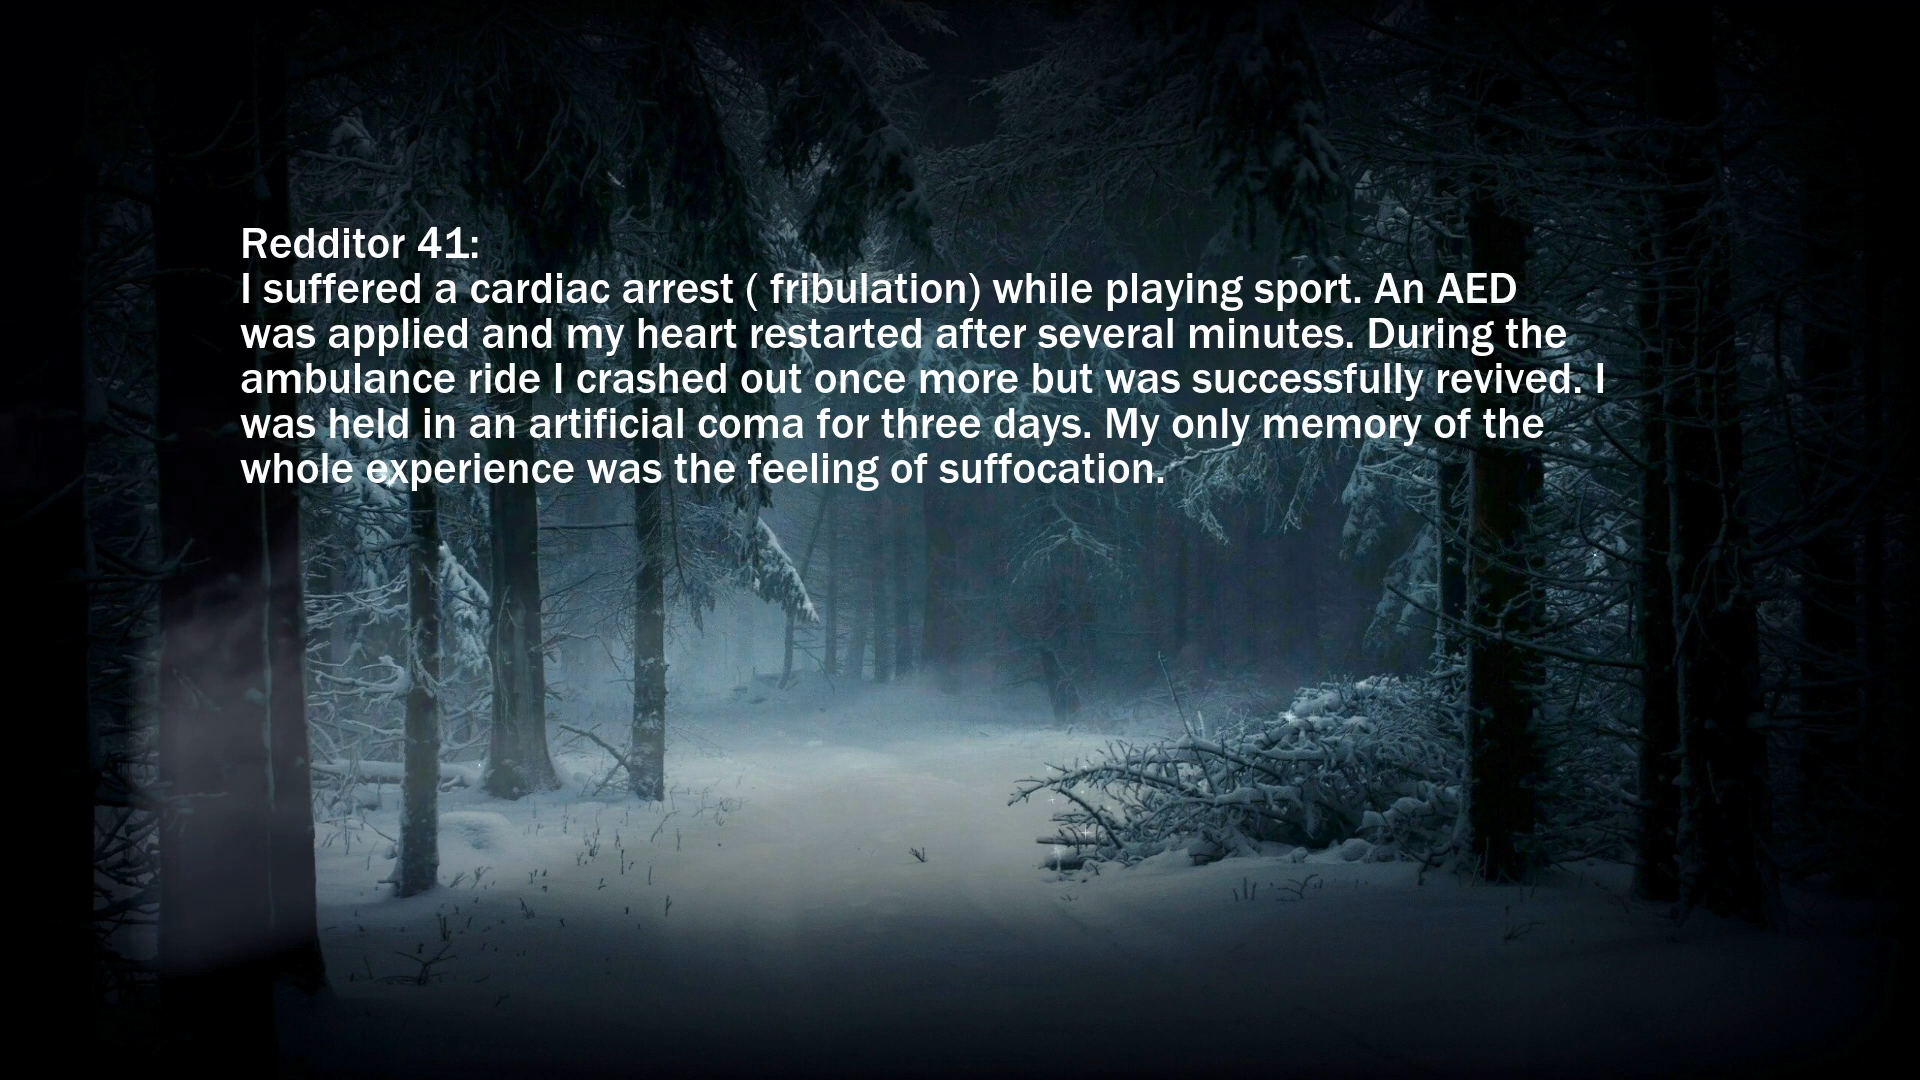 Redditor 41:
I suffered a cardiac arrest ( fribulation) while playing sport. An AED
was applied and my heart restarted after several minutes. During the
ambulance ride I crashed out once more but was successfully revived. I
was held in an artificial coma for three days. My only memory of the
whole experience was the feeling of suffocation.